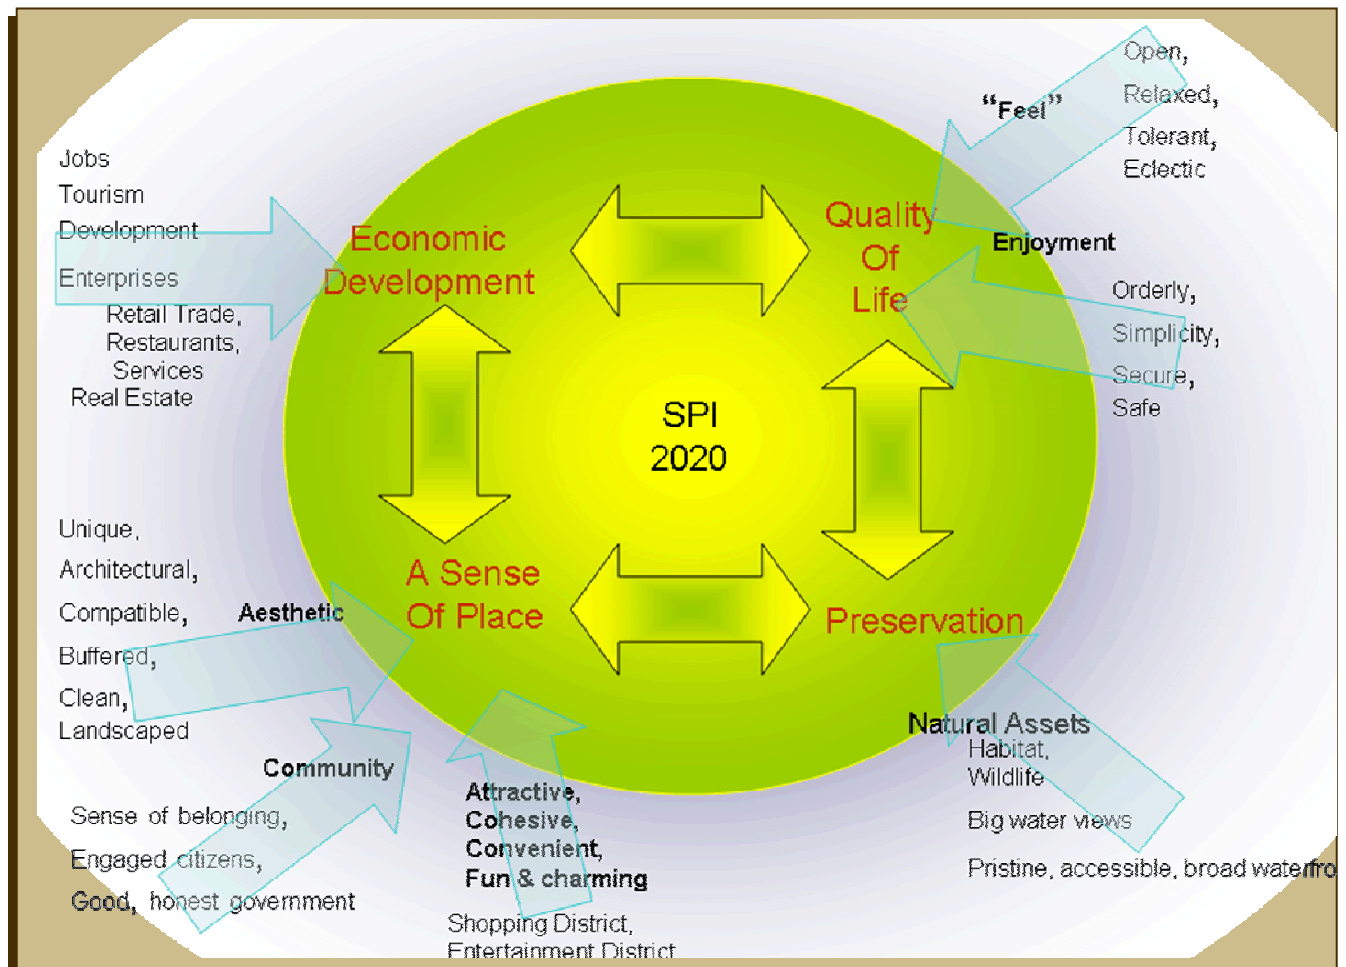 Open,
Relaxed,
Tolerant,
Eclectic
“Feel”
Jobs
Tourism
Development
Enterprises
Retail Trade,
Restaurants,
Services
Real Estate
Economic
Development
Quality
Of
Life
Enjoyment
Orderly,
Simplicity,
Secure,
Safe
SPI
2020
Unique,
Architectural,
Compatible,
Buffered,
Clean,
Landscaped
Aesthetic
A Sense
Of Place
Preservation
Community
Sense of belonging,
Engaged citizens,
Good, honest government
Attractive,
Cohesive,
Convenient,
Fun & charming
Shopping District,
Entertainment District
Natural Assets
Habitat,
Wildlife
Big water views
Pristine, accessible, broad waterfro